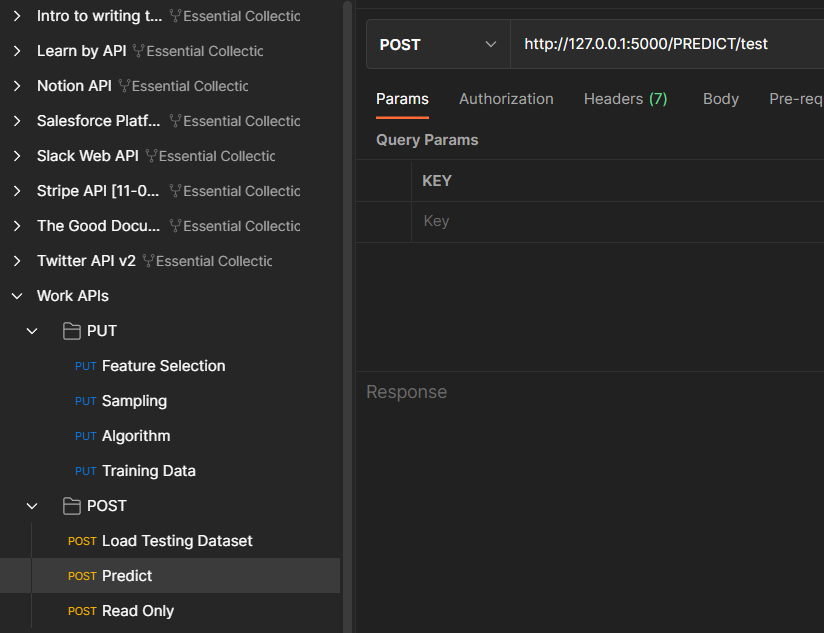 Intro to writing t... Essential Collectic
Learn by API Essential Collectic
Notion API Essential Collectic
Salesforce Platf... Essential Collectic
Slack Web API Essential Collectic
Stripe API [11-0... Essential Collectic
The Good Docu... Essential Collectic
Twitter API v2 Essential Collectic
Work APIs
PUT
PUT Feature Selection
PUT Sampling
PUT Algorithm
PUT Training Data
POST
POST Load Testing Dataset
POST Predict
POST Read Only
POST http://127.0.0.1:5000/PREDICT/test
Params Authorization Headers (7) Body Pre-req
Query Params
KEY
Key
Response